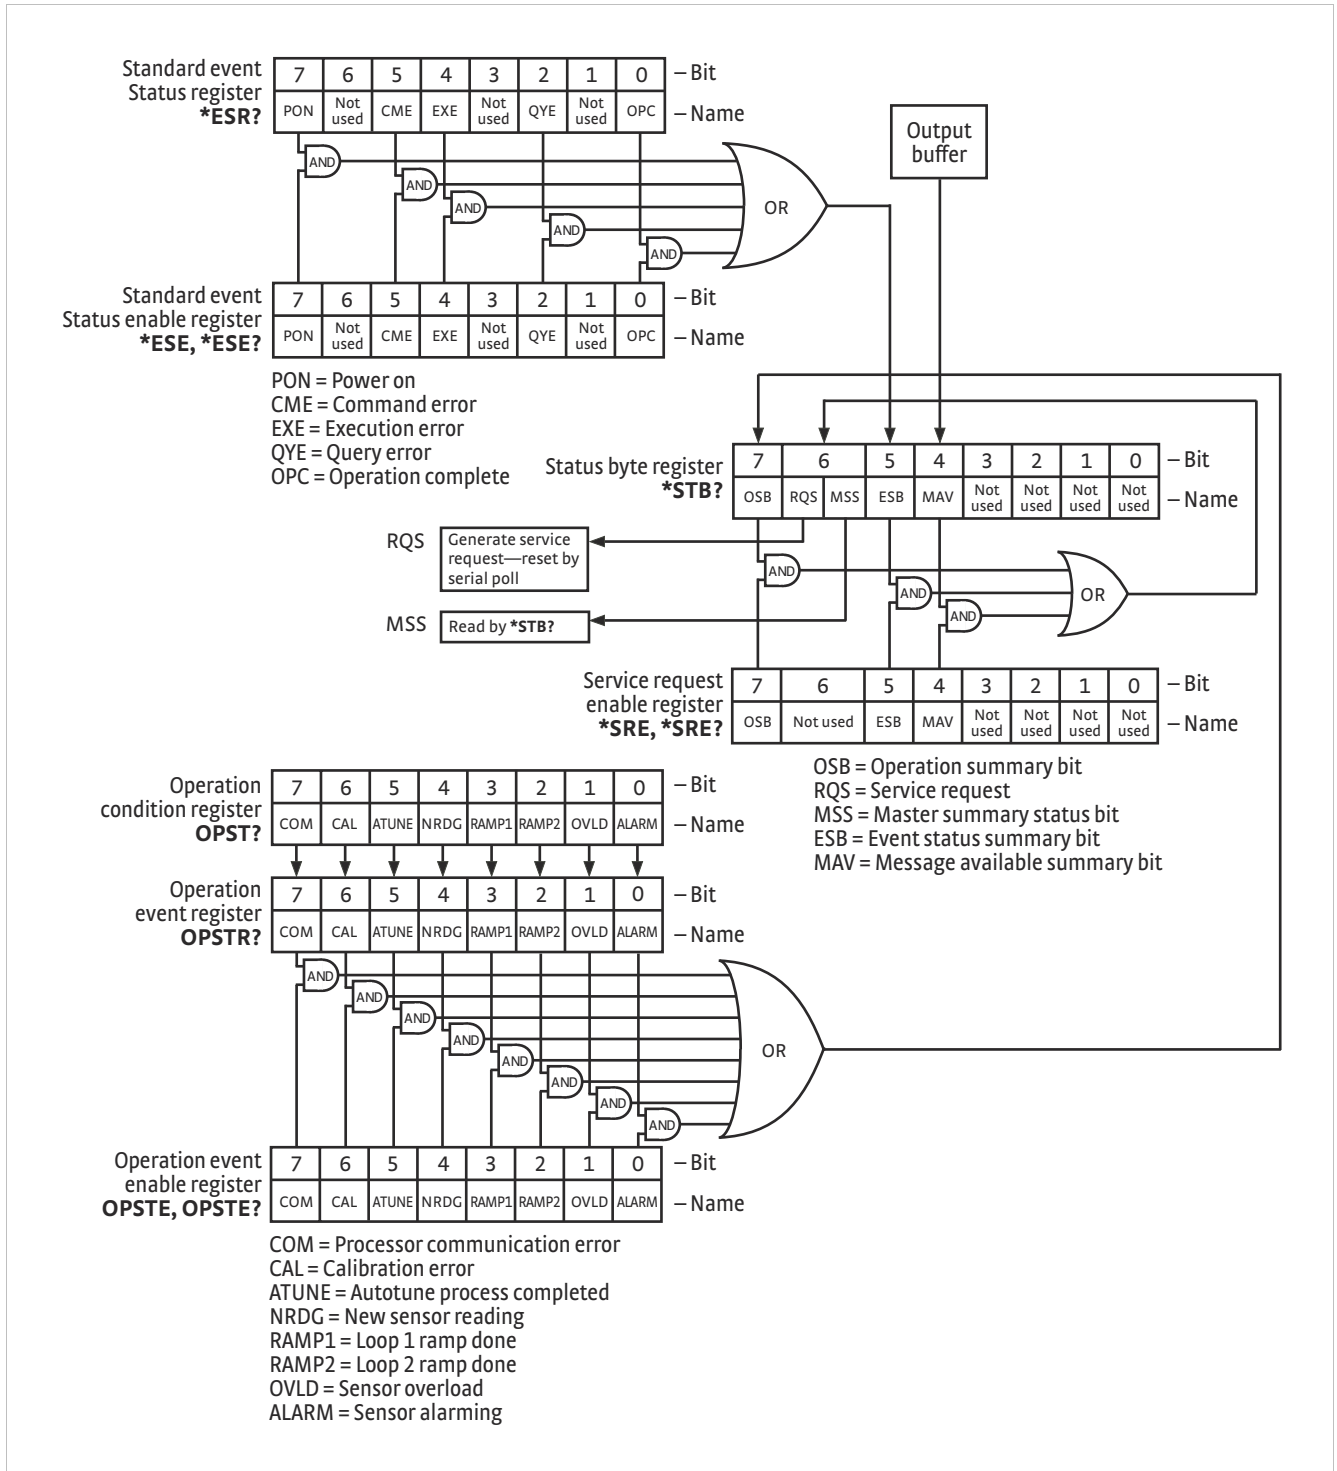 Standard event
Status register
*ESR?
7 6 5 4 3 2 1 0 – Bit
PON Not used CME EXE Not used QYE Not used OPC – Name
Output
buffer
AND
AND
AND
AND
AND
OR
Standard event
Status enable register
*ESE, *ESE?
7 6 5 4 3 2 1 0 – Bit
PON Not used CME EXE Not used QYE Not used OPC – Name
PON = Power on
CME = Command error
EXE = Execution error
QYE = Query error
OPC = Operation complete
Status byte register
*STB?
7 6 5 4 3 2 1 0 – Bit
OSB RQS MSS ESB MAV Not used Not used Not used Not used – Name
RQS
Generate service
request—reset by
serial poll
MSS
Read by *STB?
AND
AND
AND
OR
Service request
enable register
*SRE, *SRE?
7 6 5 4 3 2 1 0 – Bit
OSB Not used ESB MAV Not used Not used Not used Not used – Name
OSB = Operation summary bit
RQS = Service request
MSS = Master summary status bit
ESB = Event status summary bit
MAV = Message available summary bit
Operation
condition register
OPST?
7 6 5 4 3 2 1 0 – Bit
COM CAL ATUNE NRDG RAMP1 RAMP2 OVLD ALARM – Name
Operation
event register
OPSTR?
7 6 5 4 3 2 1 0 – Bit
COM CAL ATUNE NRDG RAMP1 RAMP2 OVLD ALARM – Name
AND
AND
AND
AND
AND
AND
AND
AND
OR
Operation event
enable register
OPSTE, OPSTE?
7 6 5 4 3 2 1 0 – Bit
COM CAL ATUNE NRDG RAMP1 RAMP2 OVLD ALARM – Name
COM = Processor communication error
CAL = Calibration error
ATUNE = Autotune process completed
NRDG = New sensor reading
RAMP1 = Loop 1 ramp done
RAMP2 = Loop 2 ramp done
OVLD = Sensor overload
ALARM = Sensor alarming